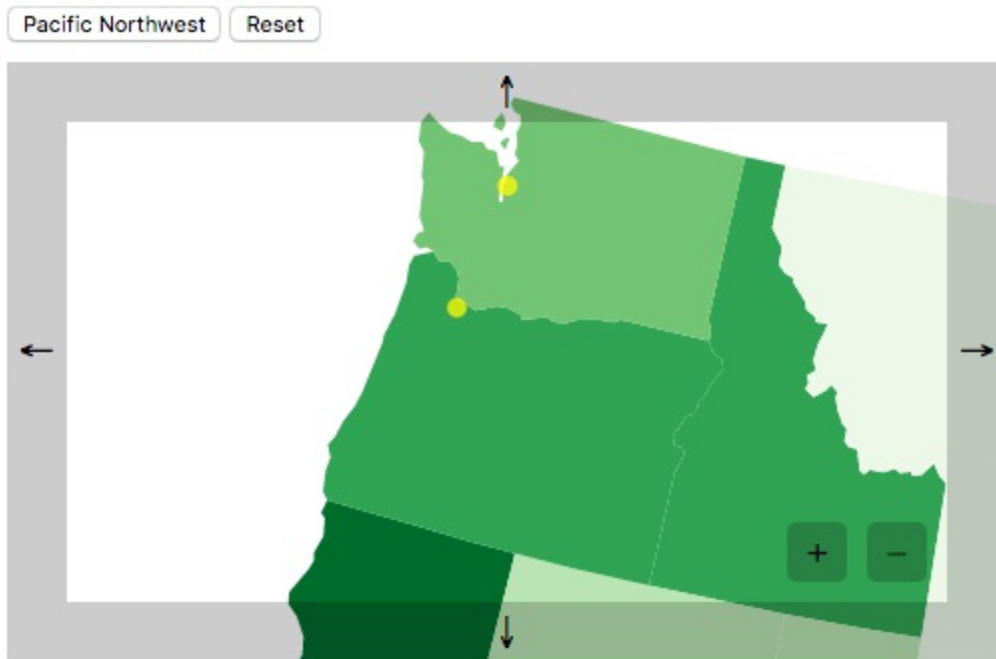 Pacific Northwest Reset
↑
← →
+ −
↓